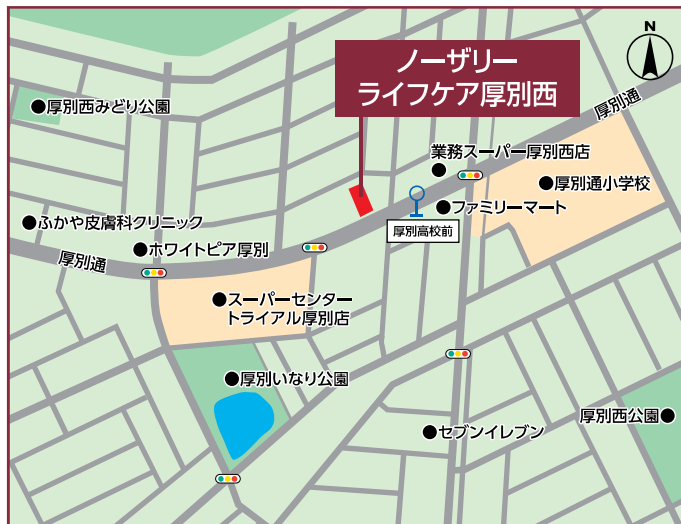 N
ノーザリー
ライフケア厚別西
厚別通
厚別西みどり公園
業務スーパー厚別西店
厚別通小学校
ファミリーマート
ふかや皮膚科クリニック
厚別高校前
ホワイトピア厚別
厚別通
スーパーセンター
トライアル厚別店
厚別いなり公園
厚別西公園
セブンイレブン